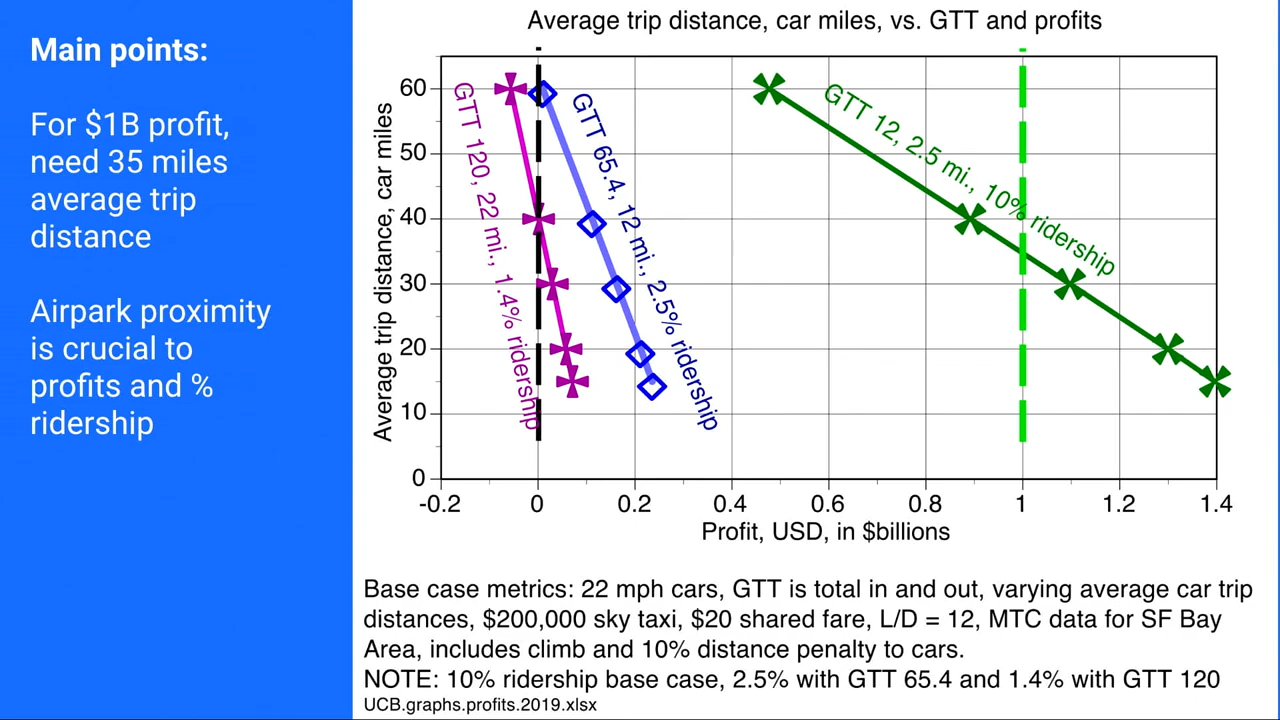 Main points:
For $1B profit,
need 35 miles
average trip
distance
Airpark proximity
is crucial to
profits and %
ridership
Average trip distance, car miles, vs. GTT and profits
Average trip distance, car miles
60
50
40
30
20
10
0
GTT 120, 22 mi., 1.4% ridership
GTT 65.4, 12 mi., 2.5% ridership
GTT 12, 2.5 mi., 10% ridership
-0.2 0 0.2 0.4 0.6 0.8 1 1.2 1.4
Profit, USD, in $billions
Base case metrics: 22 mph cars, GTT is total in and out, varying average car trip
distances, $200,000 sky taxi, $20 shared fare, L/D = 12, MTC data for SF Bay
Area, includes climb and 10% distance penalty to cars.
NOTE: 10% ridership base case, 2.5% with GTT 65.4 and 1.4% with GTT 120
UCB.graphs.profits.2019.xlsx